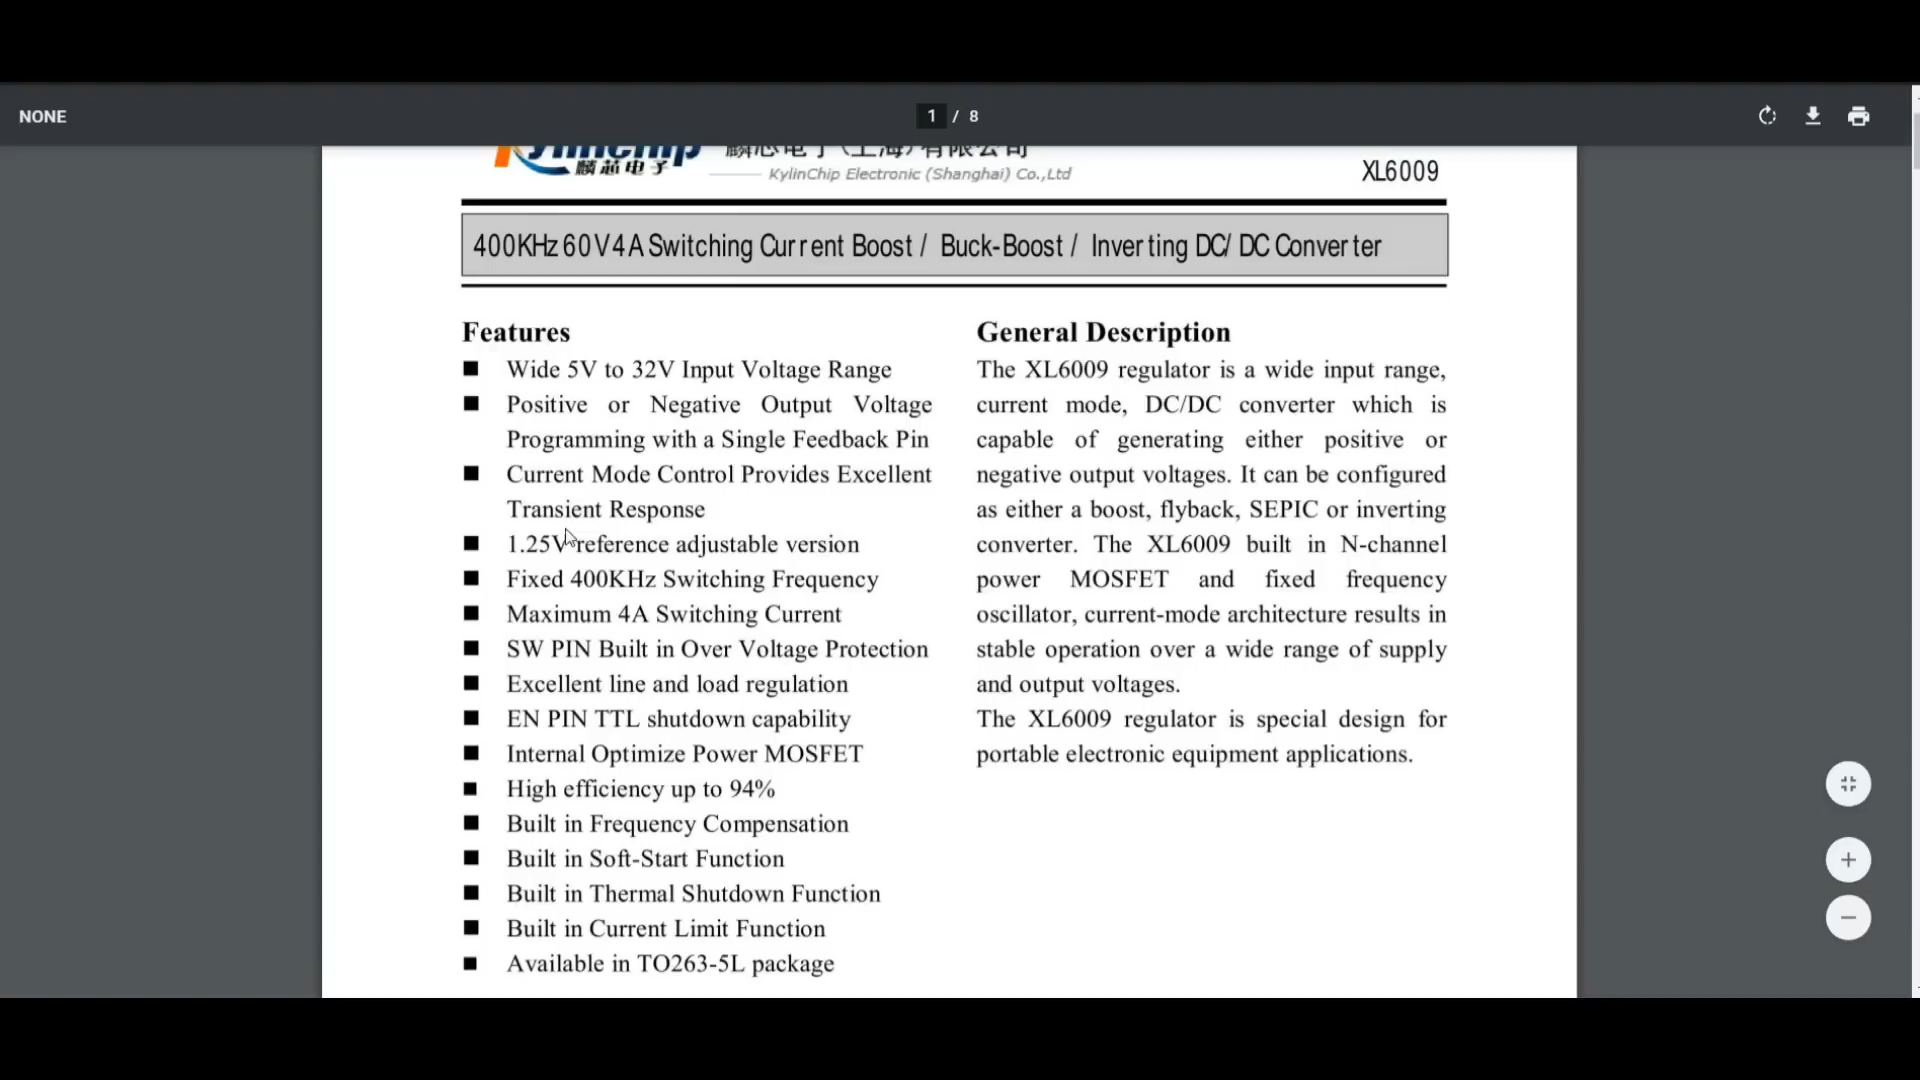 NONE
1 / 8
Kylinchip
麟芯电子(上海)有限公司
麟芯电子
KylinChip Electronic (Shanghai) Co.,Ltd
XL6009
400KHz 60V 4A Switching Current Boost / Buck-Boost / Inverting DC/DC Converter
Features
Wide 5V to 32V Input Voltage Range
Positive or Negative Output Voltage
Programming with a Single Feedback Pin
Current Mode Control Provides Excellent
Transient Response
1.25V reference adjustable version
Fixed 400KHz Switching Frequency
Maximum 4A Switching Current
SW PIN Built in Over Voltage Protection
Excellent line and load regulation
EN PIN TTL shutdown capability
Internal Optimize Power MOSFET
High efficiency up to 94%
Built in Frequency Compensation
Built in Soft-Start Function
Built in Thermal Shutdown Function
Built in Current Limit Function
Available in TO263-5L package
General Description
The XL6009 regulator is a wide input range,
current mode, DC/DC converter which is
capable of generating either positive or
negative output voltages. It can be configured
as either a boost, flyback, SEPIC or inverting
converter. The XL6009 built in N-channel
power MOSFET and fixed frequency
oscillator, current-mode architecture results in
stable operation over a wide range of supply
and output voltages.
The XL6009 regulator is special design for
portable electronic equipment applications.